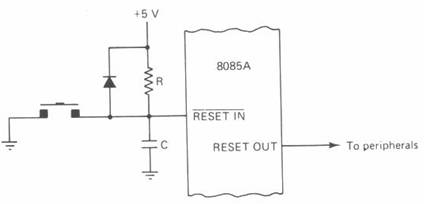 +5 V
8085A
R
RESET IN
C
RESET OUT
To peripherals